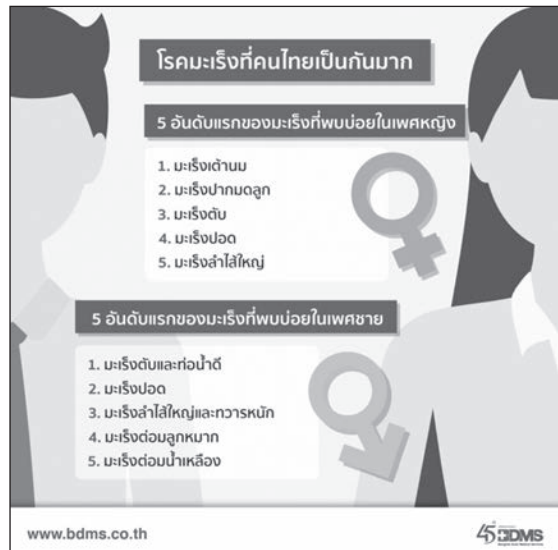 โรคมะเร็งที่คนไทยเป็นกันมาก
5 อันดับแรกของมะเร็งที่พบบ่อยในเพศหญิง
1. มะเร็งเต้านม
2. มะเร็งปากมดลูก
3. มะเร็งตับ
4. มะเร็งปอด
5. มะเร็งลำไส้ใหญ่
5 อันดับแรกของมะเร็งที่พบบ่อยในเพศชาย
1. มะเร็งตับและท่อน้ำดี
2. มะเร็งปอด
3. มะเร็งลำไส้ใหญ่และทวารหนัก
4. มะเร็งต่อมลูกหมาก
5. มะเร็งต่อมน้ำเหลือง
www.bdms.co.th
45 BDMS